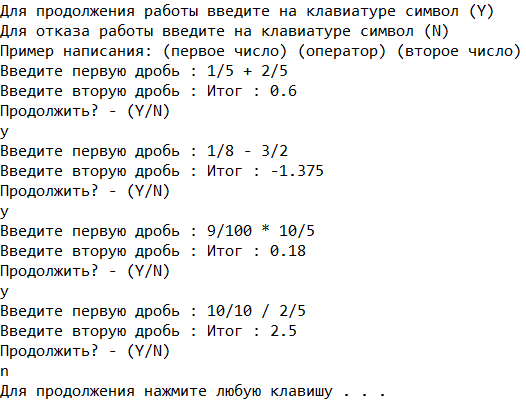 Для продолжения работы введите на клавиатуре символ (Y)
Для отказа работы введите на клавиатуре символ (N)
Пример написания: (первое число) (оператор) (второе число)
Введите первую дробь : 1/5 + 2/5
Введите вторую дробь : Итог : 0.6
Продолжить? - (Y/N)
y
Введите первую дробь : 1/8 - 3/2
Введите вторую дробь : Итог : -1.375
Продолжить? - (Y/N)
y
Введите первую дробь : 9/100 * 10/5
Введите вторую дробь : Итог : 0.18
Продолжить? - (Y/N)
y
Введите первую дробь : 10/10 / 2/5
Введите вторую дробь : Итог : 2.5
Продолжить? - (Y/N)
n
Для продолжения нажмите любую клавишу . . .